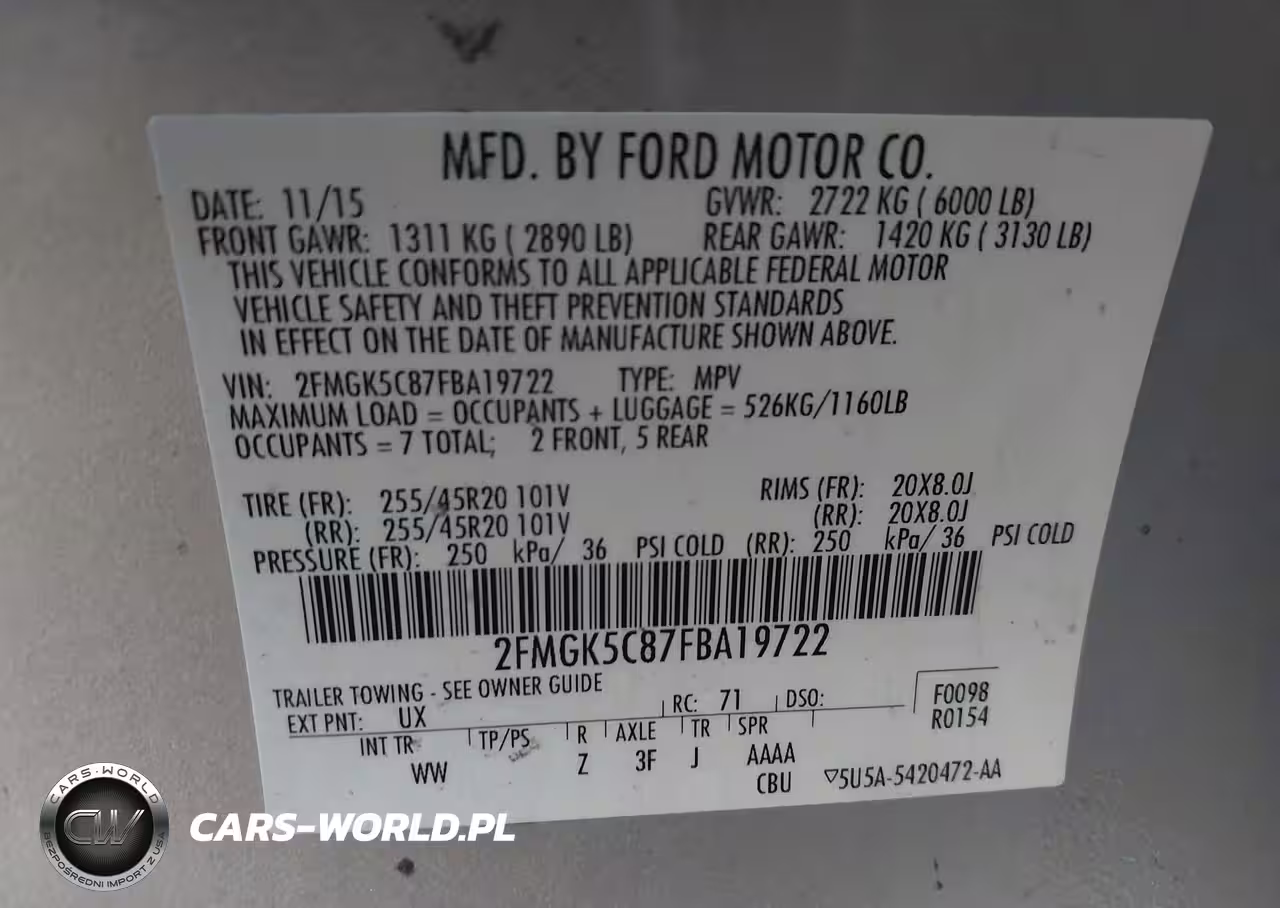 MFD. BY FORD MOTOR CO.
DATE: 11/15 GVWR: 2722 KG ( 6000 LB)
FRONT GAWR: 1311 KG ( 2890 LB) REAR GAWR: 1420 KG ( 3130 LB)
THIS VEHICLE CONFORMS TO ALL APPLICABLE FEDERAL MOTOR
VEHICLE SAFETY AND THEFT PREVENTION STANDARDS
IN EFFECT ON THE DATE OF MANUFACTURE SHOWN ABOVE.
VIN: 2FMGK5C87FBA19722 TYPE: MPV
MAXIMUM LOAD = OCCUPANTS + LUGGAGE = 526KG/1160LB
OCCUPANTS = 7 TOTAL; 2 FRONT, 5 REAR
TIRE (FR): 255/45R20 101V RIMS (FR): 20X8.0J
(RR): 255/45R20 101V (RR): 20X8.0J
PRESSURE (FR): 250 kPa/ 36 PSI COLD (RR): 250 kPa/ 36 PSI COLD
2FMGK5C87FBA19722
TRAILER TOWING - SEE OWNER GUIDE
EXT PNT: UX RC: 71 DSO: F0098
R0154
INT TR TP/PS R AXLE TR SPR
WW Z 3F J AAAA
CBU ▽5U5A-5420472-AA
CARS-WORLD
CW
BEZPOŚREDNI IMPORT Z USA
CARS-WORLD.PL